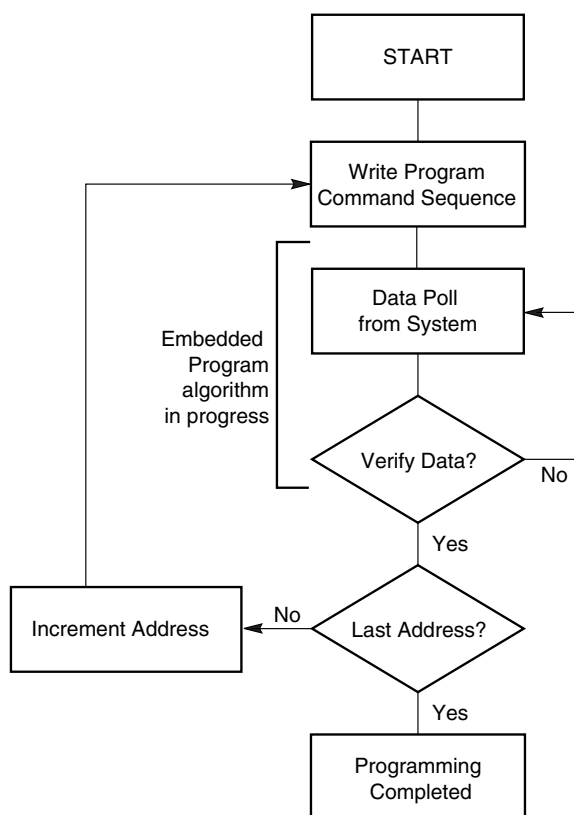 START
Write Program
Command Sequence
Data Poll
from System
Embedded
Program
algorithm
in progress
Verify Data?
No
Yes
Increment Address
No
Last Address?
Yes
Programming
Completed